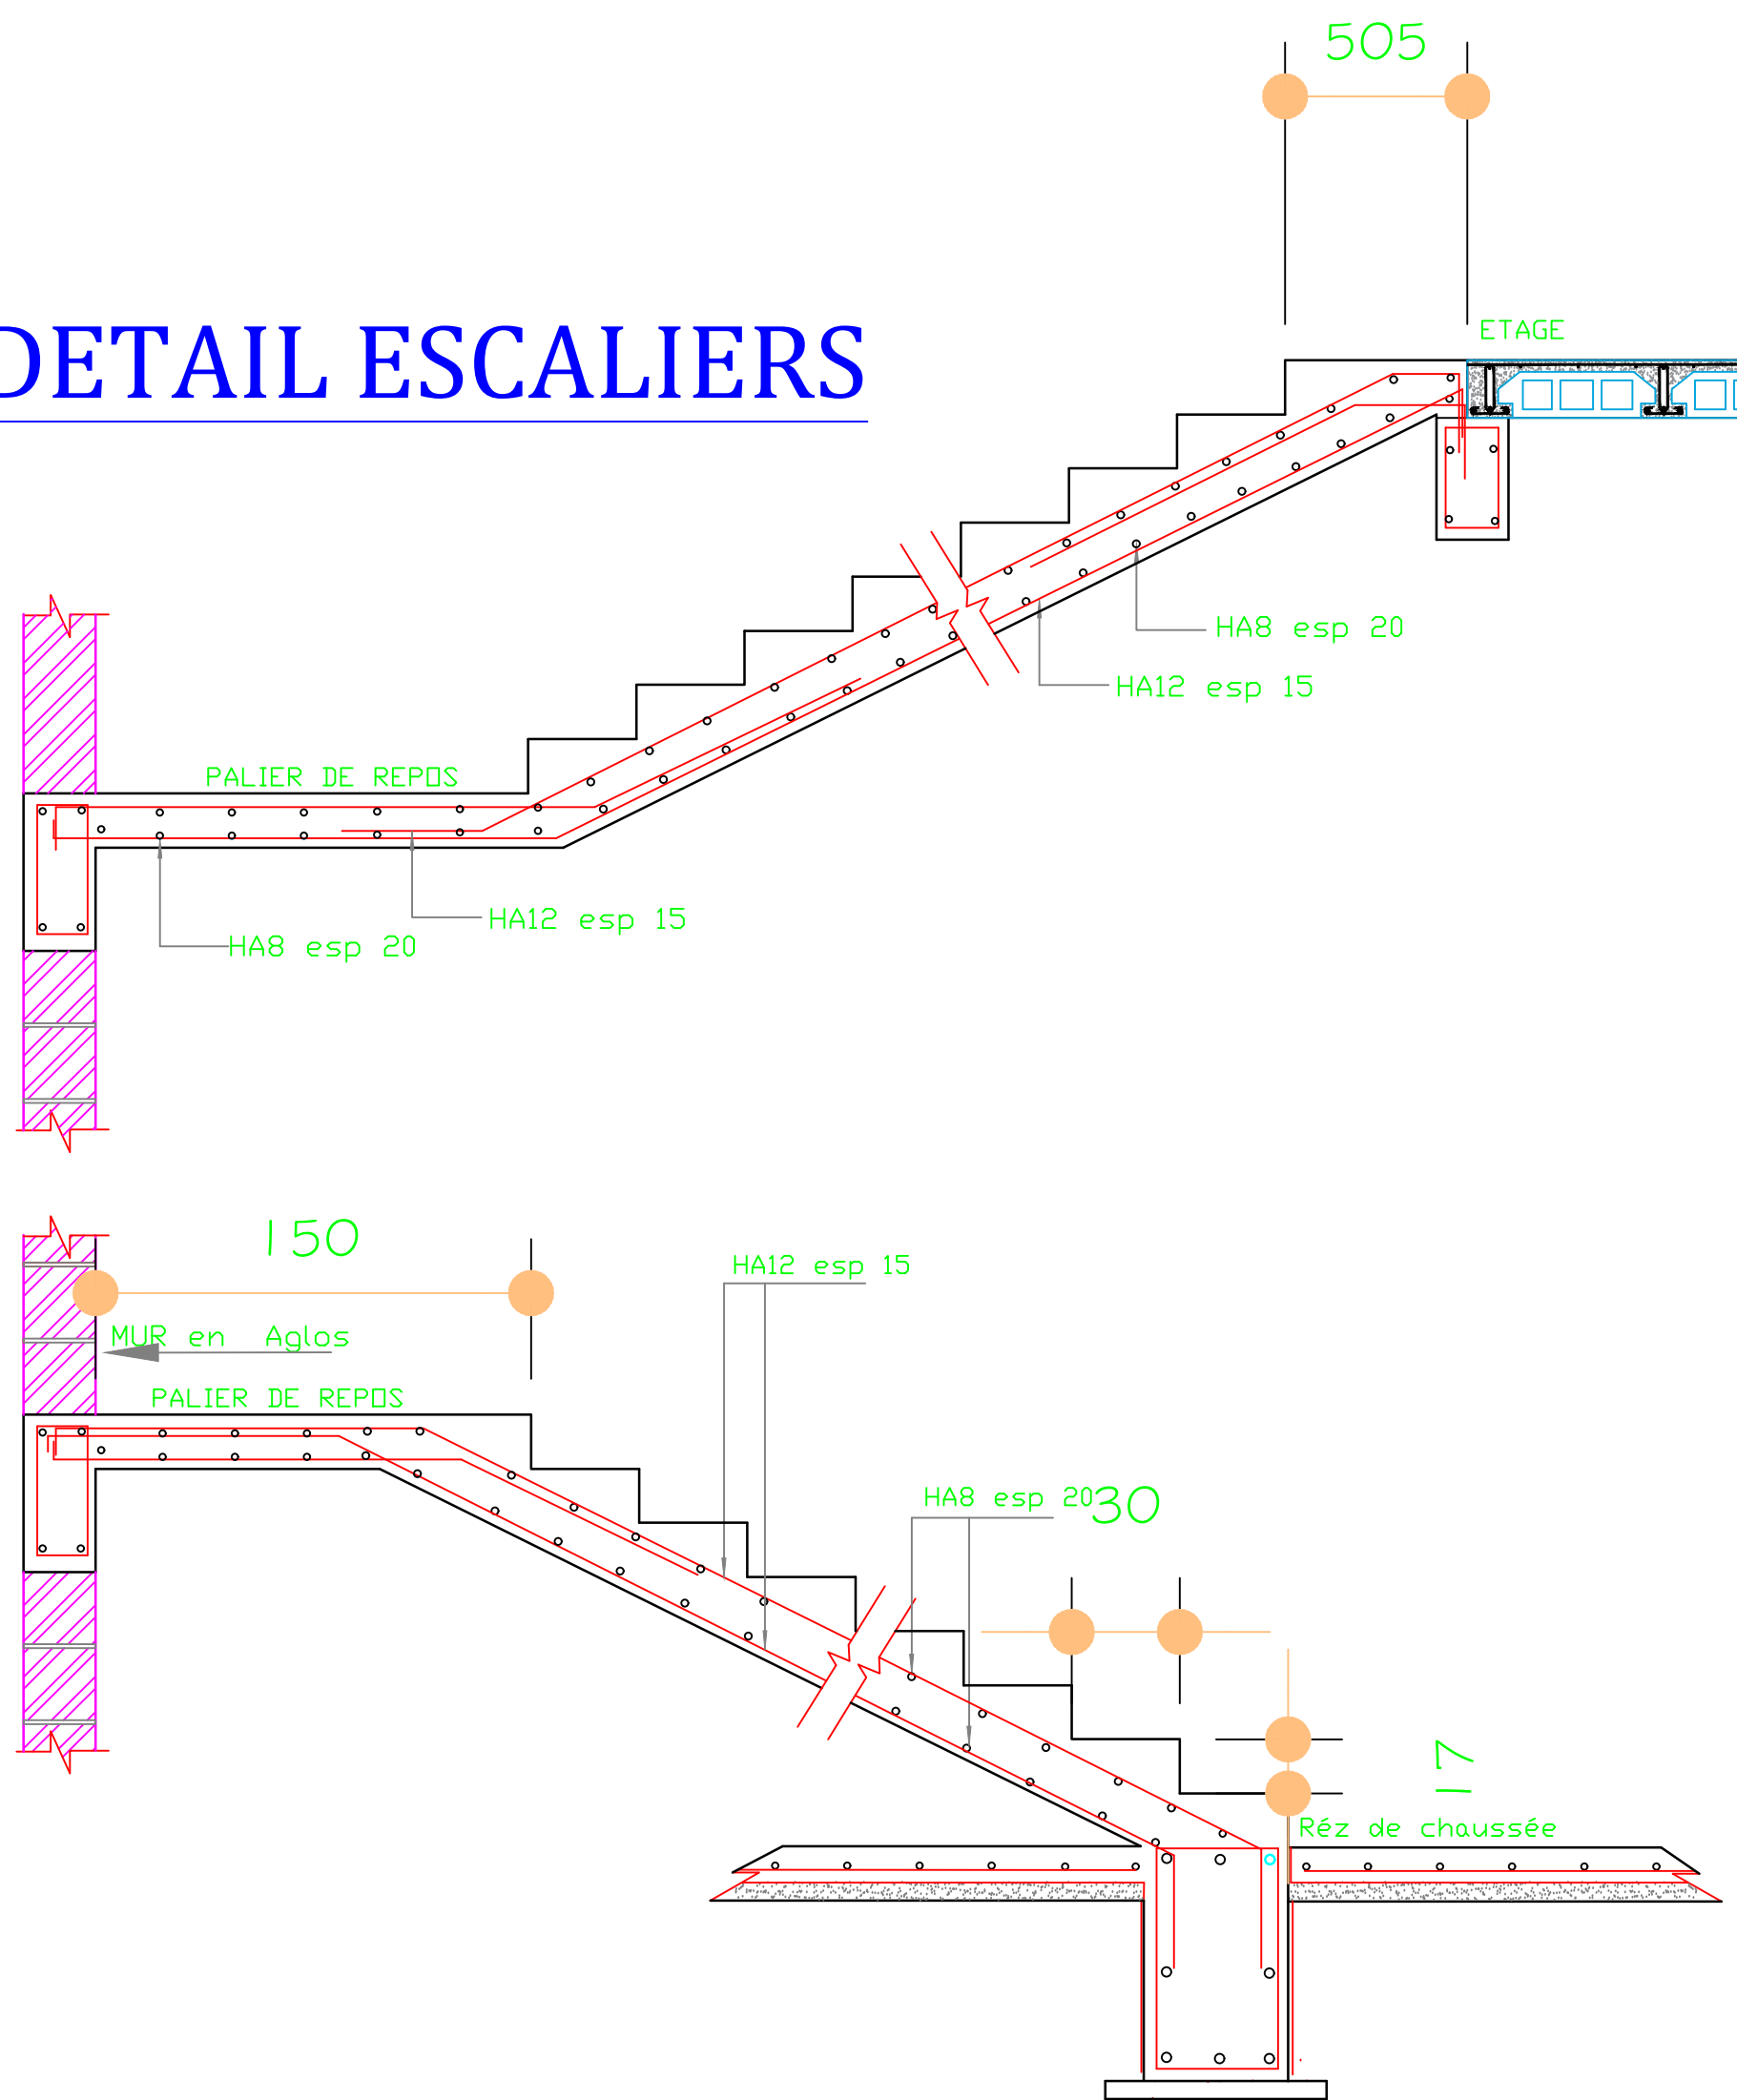 505
DETAIL ESCALIERS
ETAGE
HA8 esp 20
HA12 esp 15
PALIER DE REPOS
HA12 esp 15
HA8 esp 20
150
HA12 esp 15
MUR en Aglos
PALIER DE REPOS
HA8 esp 20
30
17
Réz de chaussée